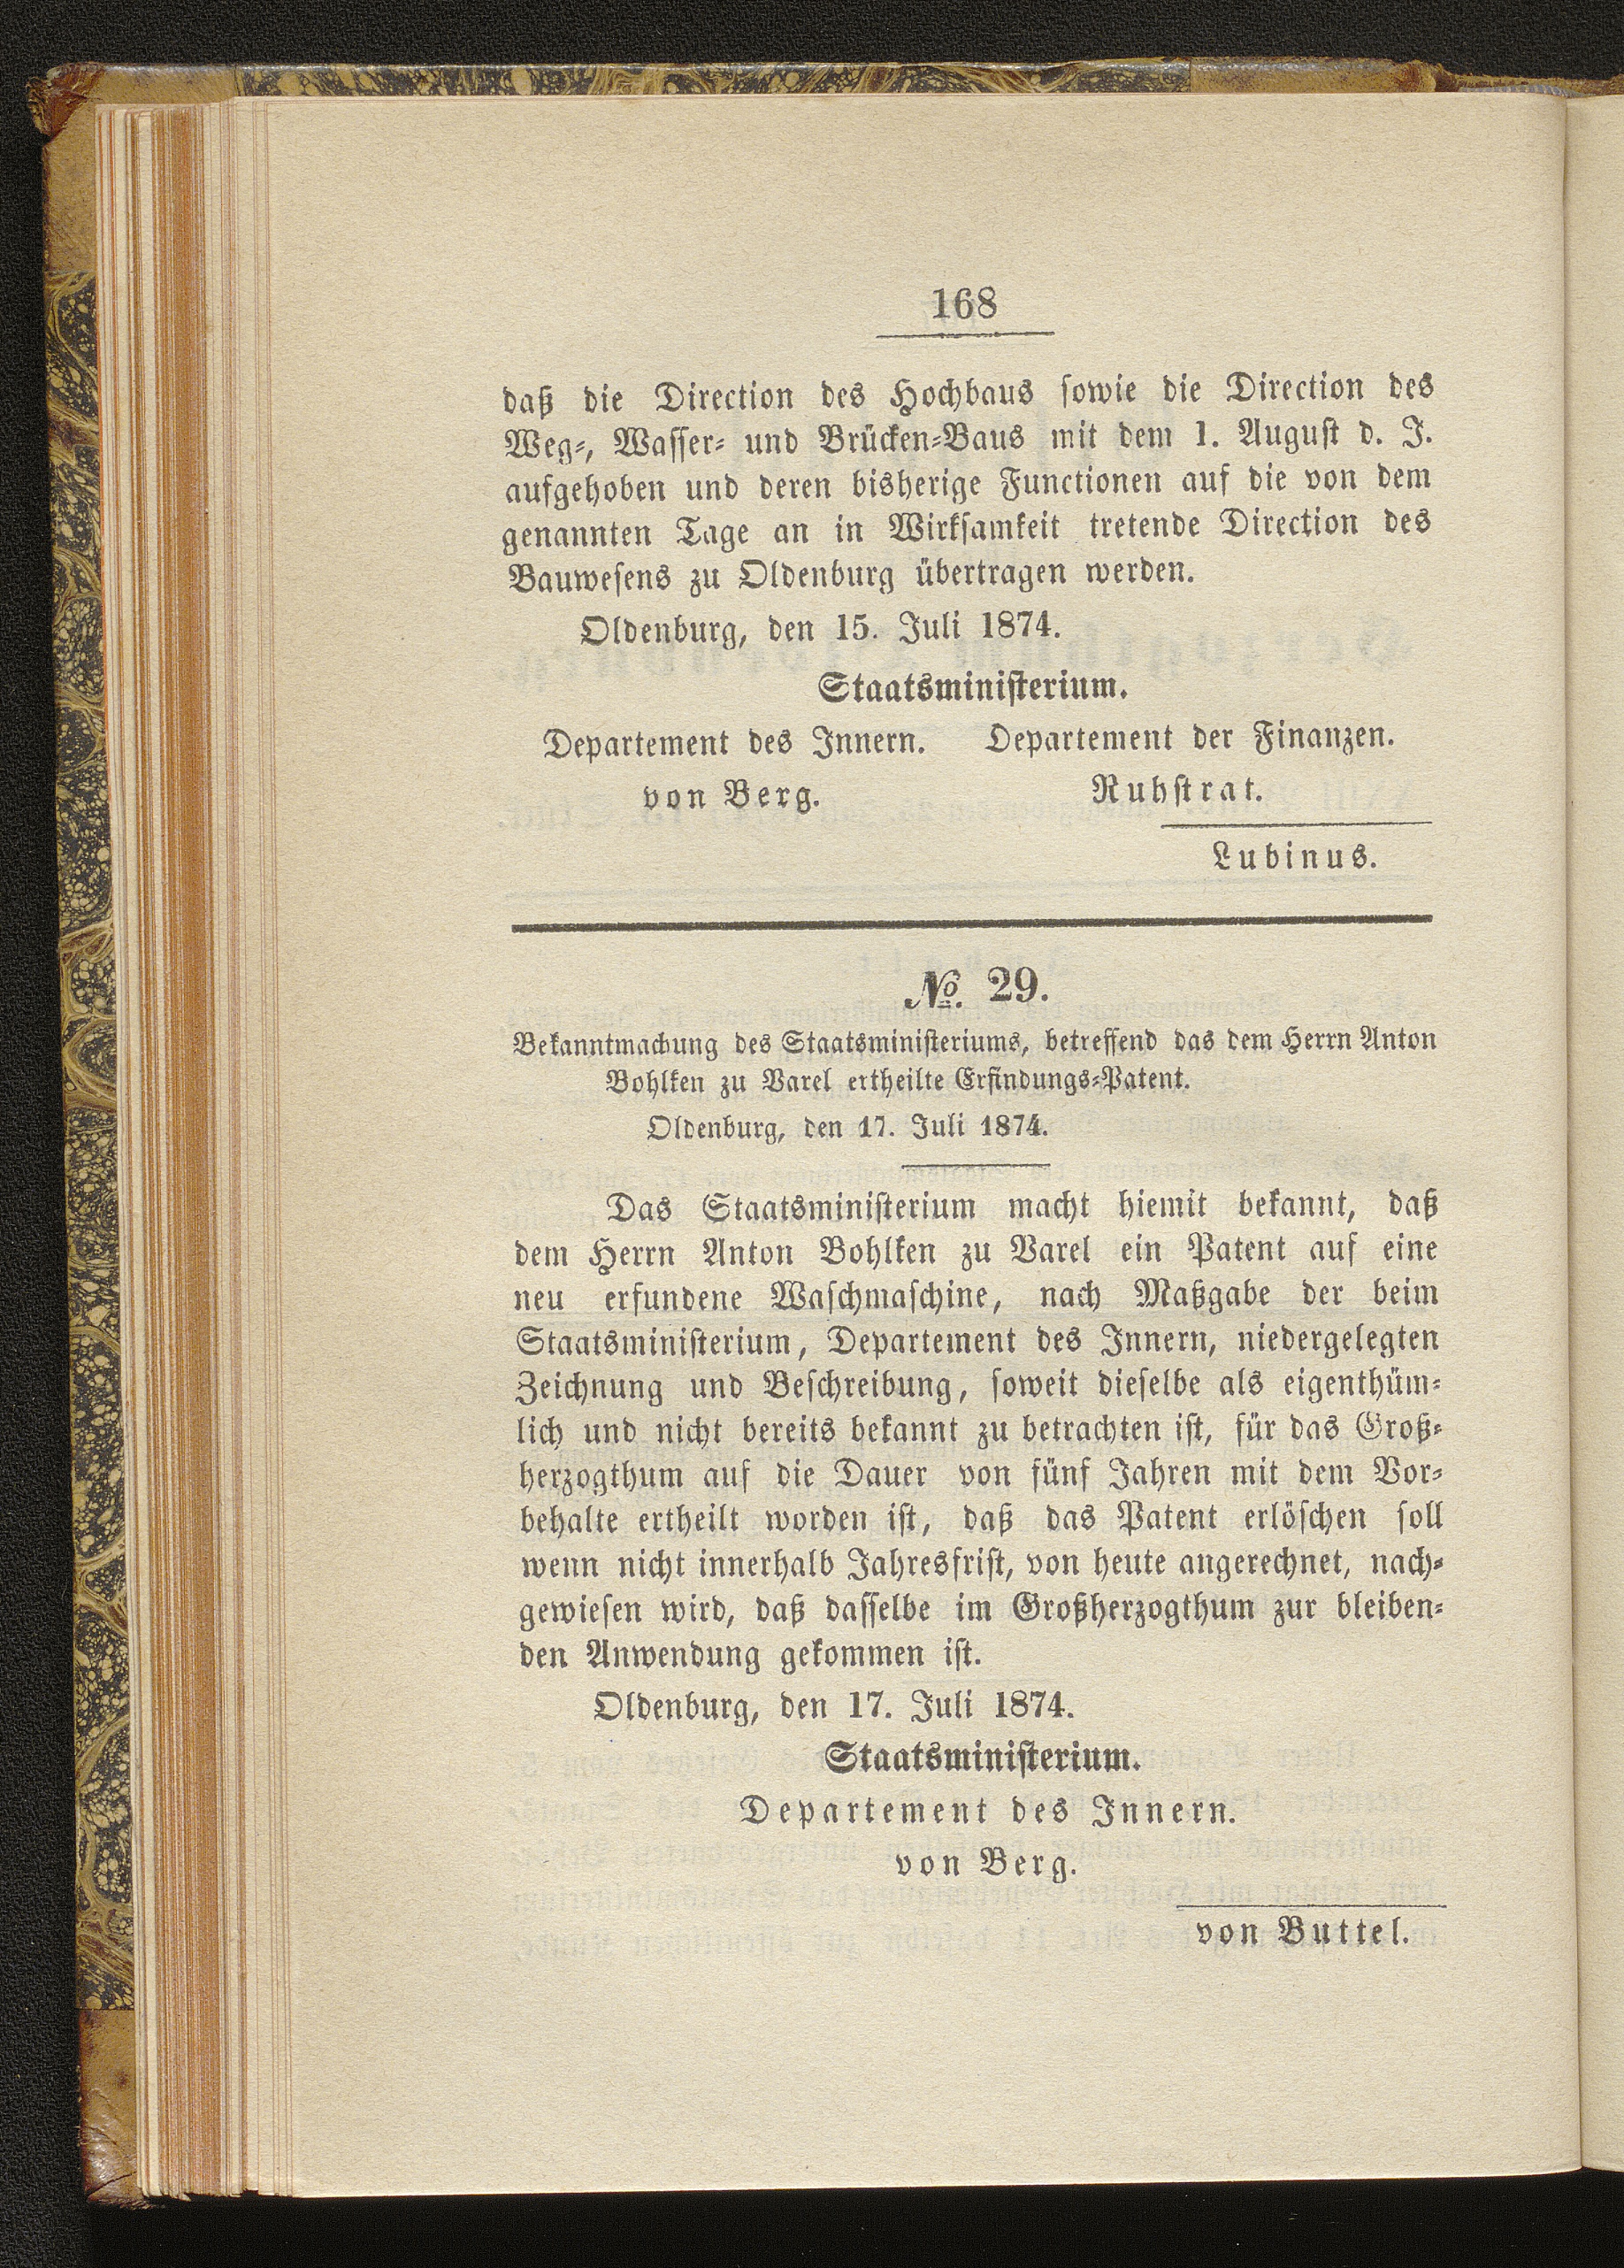 168
daß die Direction des Hochbaus sowie die Direction des
Weg-, Wasser- und Brücken-Baus mit dem 1. August d. J.
aufgehoben und deren bisherige Functionen auf die von dem
genannten Tage an in Wirksamkeit tretende Direction des
Bauwesens zu Oldenburg übertragen werden.
Oldenburg, den 15. Juli 1874.
Staatsministerium.
Departement des Innern. Departement der Finanzen.
von Berg. Ruhstrat.
Lubinus.
№. 29.
Bekanntmachung des Staatsministeriums, betreffend das dem Herrn Anton
Bohlken zu Varel ertheilte Erfindungs-Patent.
Oldenburg, den 17. Juli 1874.
Das Staatsministerium macht hiemit bekannt, daß
dem Herrn Anton Bohlken zu Varel ein Patent auf eine
neu erfundene Waschmaschine, nach Maßgabe der beim
Staatsministerium, Departement des Innern, niedergelegten
Zeichnung und Beschreibung, soweit dieselbe als eigenthüm-
lich und nicht bereits bekannt zu betrachten ist, für das Groß-
herzogthum auf die Dauer von fünf Jahren mit dem Vor-
behalte ertheilt worden ist, daß das Patent erlöschen soll
wenn nicht innerhalb Jahresfrist, von heute angerechnet, nach-
gewiesen wird, daß dasselbe im Großherzogthum zur bleiben-
den Anwendung gekommen ist.
Oldenburg, den 17. Juli 1874.
Staatsministerium.
Departement des Innern.
von Berg.
von Buttel.